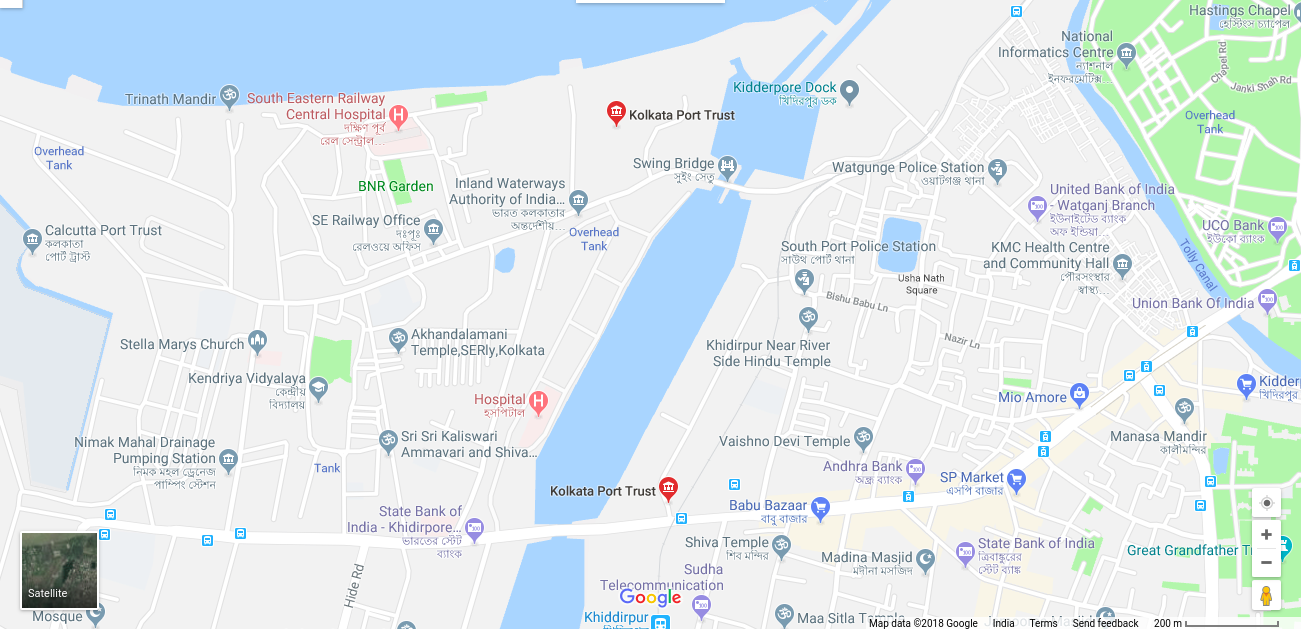 Hastings Chapel
হেস্টিংস চ্যাপেল
National
Informatics Centre
ন্যাশনাল
ইনফরমেটিক্স...
Chapel Rd
Janki Shah Rd
Kidderpore Dock
খিদিরপুর ডক
Trinath Mandir
South Eastern Railway
Central Hospital
দক্ষিণ পূর্ব
রেল সেন্ট্রাল...
Kolkata Port Trust
Overhead
Tank
Overhead
Tank
Swing Bridge
সুইং সেতু
Watgunge Police Station
ওয়াটগঞ্জ থানা
BNR Garden
Inland Waterways
Authority of India...
ভারত কলকাতার
অন্তর্দেশীয়...
United Bank of India
- Watganj Branch
ইউনাইটেড ব্যাংক
অফ ইন্ডিয়া...
SE Railway Office
দঃপূঃ
রেলওয়ে অফিস
Calcutta Port Trust
কলকাতা
পোর্ট ট্রাস্ট
Overhead
Tank
UCO Bank
ইউকো ব্যাংক
South Port Police Station
সাউথ পোর্ট থানা
KMC Health Centre
and Community Hall
পৌরসংস্থার
স্বাস্থ্য...
Tolly Canal
Usha Nath
Square
Bishu Babu Ln
Union Bank Of India
Stella Marys Church
Akhandalamani
Temple,SERly,Kolkata
Khidirpur Near River
Side Hindu Temple
Nazir Ln
Kendriya Vidyalaya
কেন্দ্রীয়
বিদ্যালয়
Hospital
হসপিটাল
Mio Amore
Kidder
খিদিরপুর
Nimak Mahal Drainage
Pumping Station
নিমক মহল ড্রেনেজ
পাম্পিং স্টেশন
Sri Sri Kaliswari
Ammavari and Shiva...
Vaishno Devi Temple
Manasa Mandir
কালীমন্দির
Tank
Andhra Bank
অন্ধ্র ব্যাংক
SP Market
এসপি বাজার
Kolkata Port Trust
Babu Bazaar
বাবু বাজার
State Bank of
India - Khidirpore...
ভারতের স্টেট
ব্যাংক
Shiva Temple
শিব মন্দির
Madina Masjid
মদীনা মসজিদ
State Bank of India
ত্রিবাঙ্কুরের
স্টেট ব্যাঙ্ক
Great Grandfather
Hide Rd
Sudha
Telecommunication
Satellite
Mosque
Google
Khiddirpur
Maa Sitla Temple
Map data ©2018 Google India Terms Send feedback 200 m